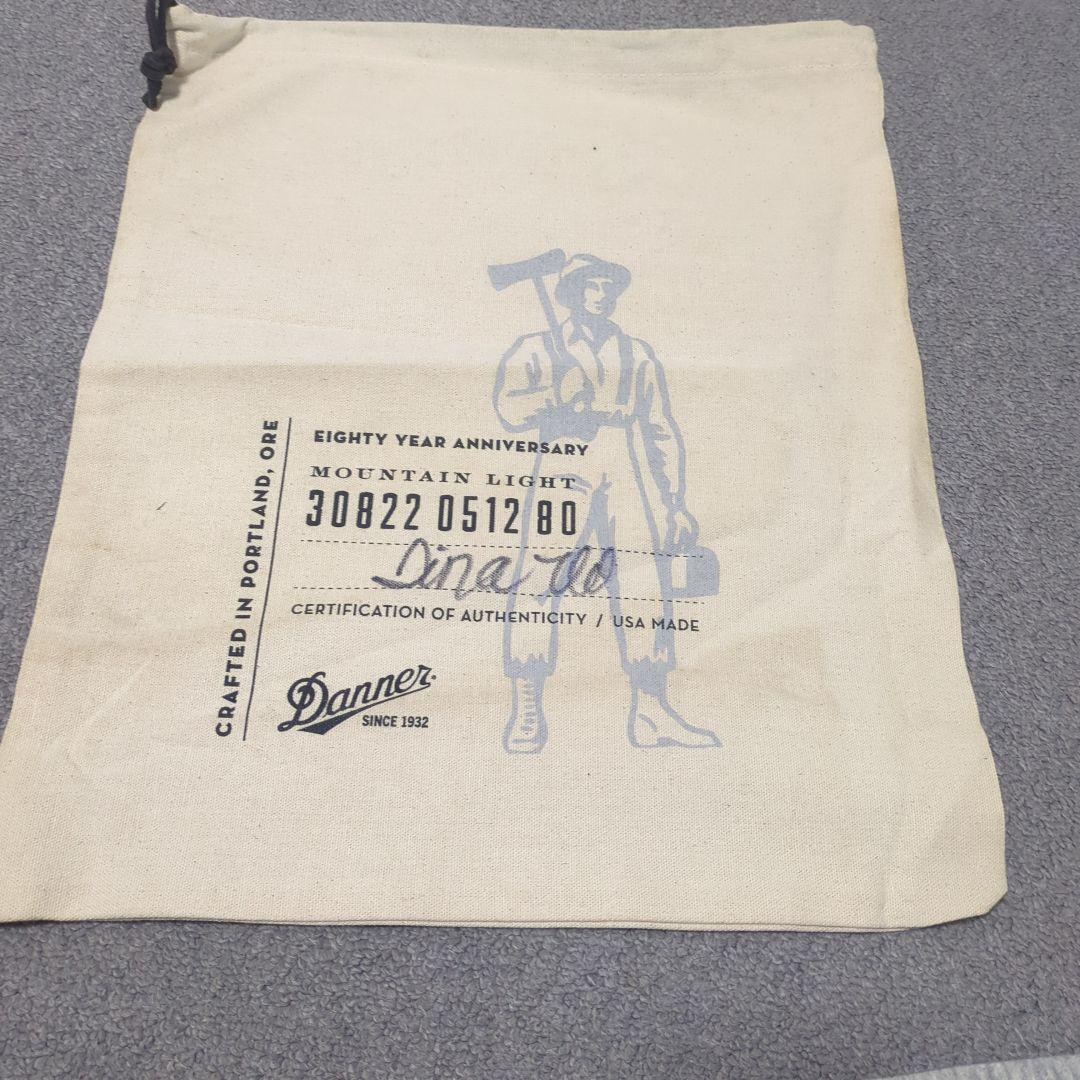 CRAFTED IN PORTLAND, ORE
EIGHTY YEAR ANNIVERSARY
MOUNTAIN LIGHT
30822 0512 80
Dina
CERTIFICATION OF AUTHENTICITY / USA MADE
Danner
SINCE 1932